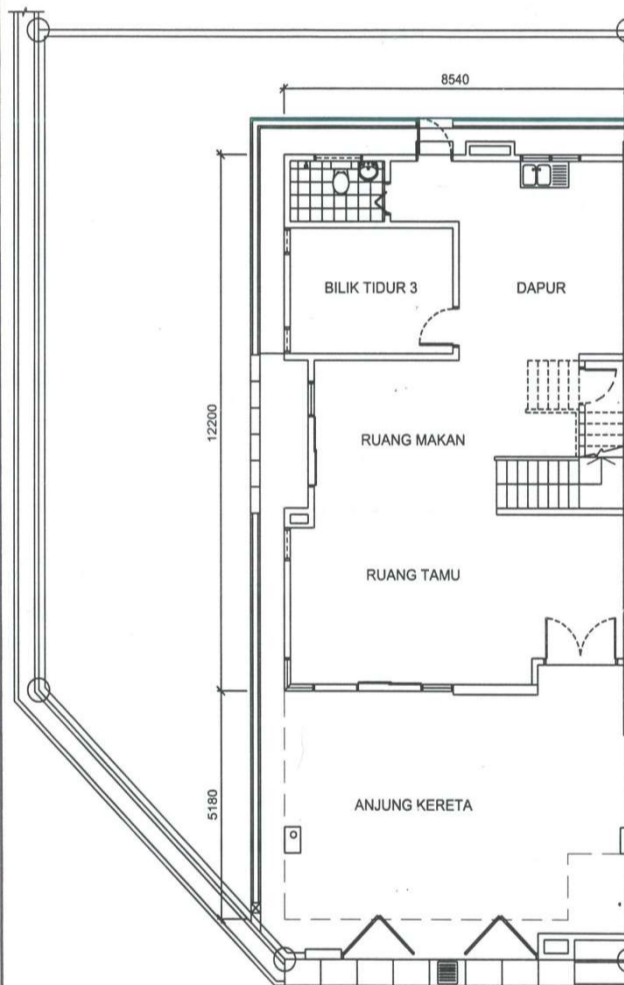 8540
BILIK TIDUR 3
DAPUR
12200
RUANG MAKAN
RUANG TAMU
5180
ANJUNG KERETA